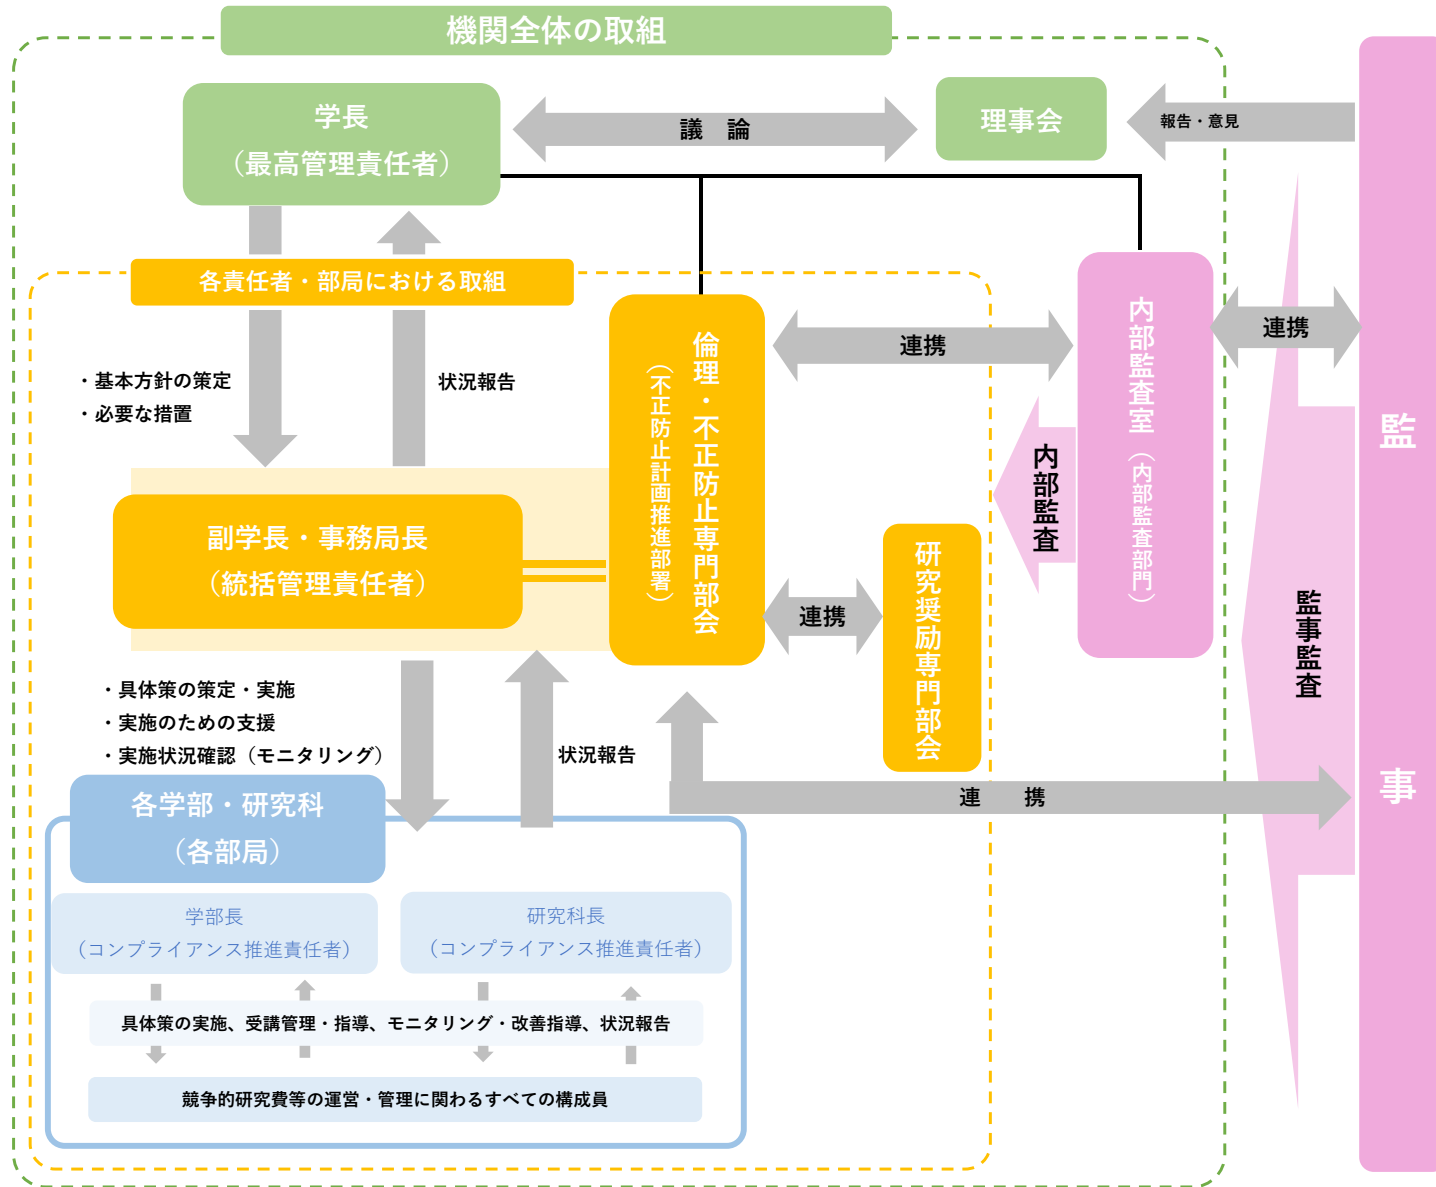 機関全体の取組
学長
（最高管理責任者）
議　論
理事会
報告・意見
各責任者・部局における取組
・基本方針の策定
・必要な措置
状況報告
倫理・不正防止専門部会
（不正防止計画推進部署）
連携
内部監査室（内部監査部門）
連携
監　事
内部監査
監事監査
副学長・事務局長
（統括管理責任者）
連携
研究奨励専門部会
・具体策の策定・実施
・実施のための支援
・実施状況確認（モニタリング）
状況報告
連　携
各学部・研究科
（各部局）
学部長
（コンプライアンス推進責任者）
研究科長
（コンプライアンス推進責任者）
具体策の実施、受講管理・指導、モニタリング・改善指導、状況報告
競争的研究費等の運営・管理に関わるすべての構成員